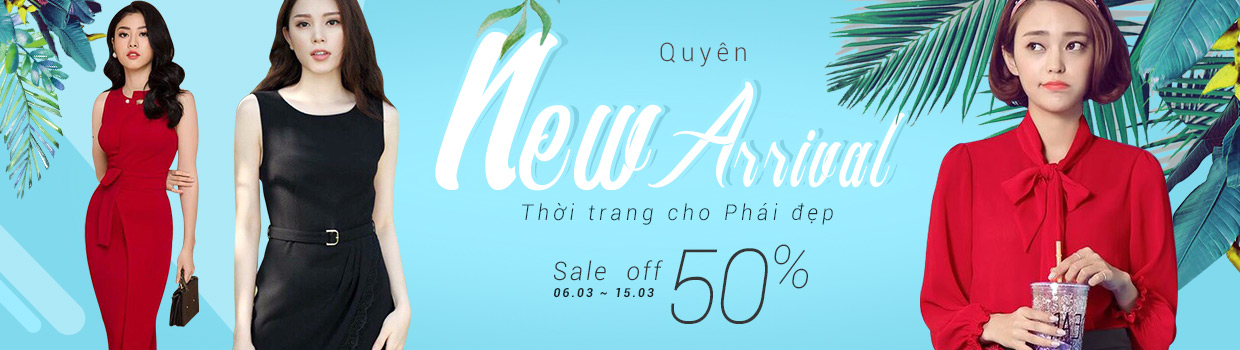 Quyên
New Arrival
Thời trang cho Phái đẹp
Sale off 50%
06.03 ~ 15.03